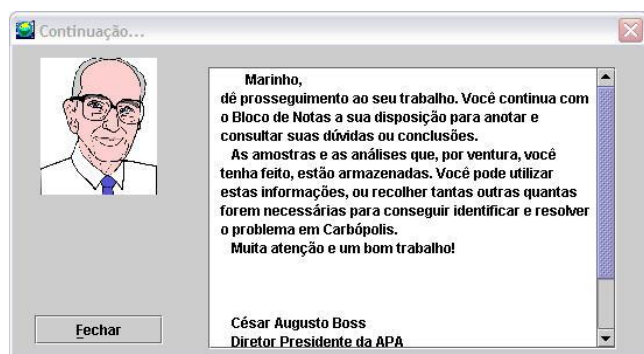 Continuação...
Marinho,
dê prosseguimento ao seu trabalho. Você continua com
o Bloco de Notas a sua disposição para anotar e
consultar suas dúvidas ou conclusões.
As amostras e as análises que, por ventura, você
tenha feito, estão armazenadas. Você pode utilizar
estas informações, ou recolher tantas outras quantas
forem necessárias para conseguir identificar e resolver
o problema em Carbópolis.
Muita atenção e um bom trabalho!
César Augusto Boss
Diretor Presidente da APA
Fechar